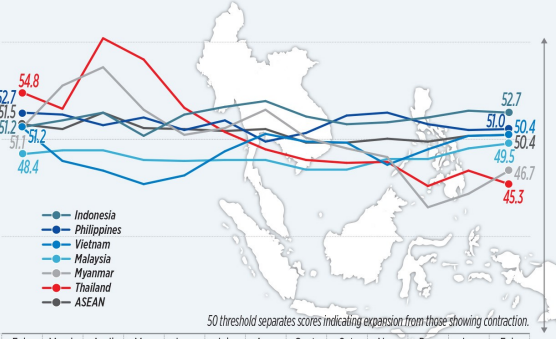 54.8
52.7
51.5
51.2
51.2
51.1
48.4
52.7
51.0
50.4
50.4
49.5
46.7
45.3
Indonesia
Philippines
Vietnam
Malaysia
Myanmar
Thailand
ASEAN
50 threshold separates scores indicating expansion from those showing contraction.